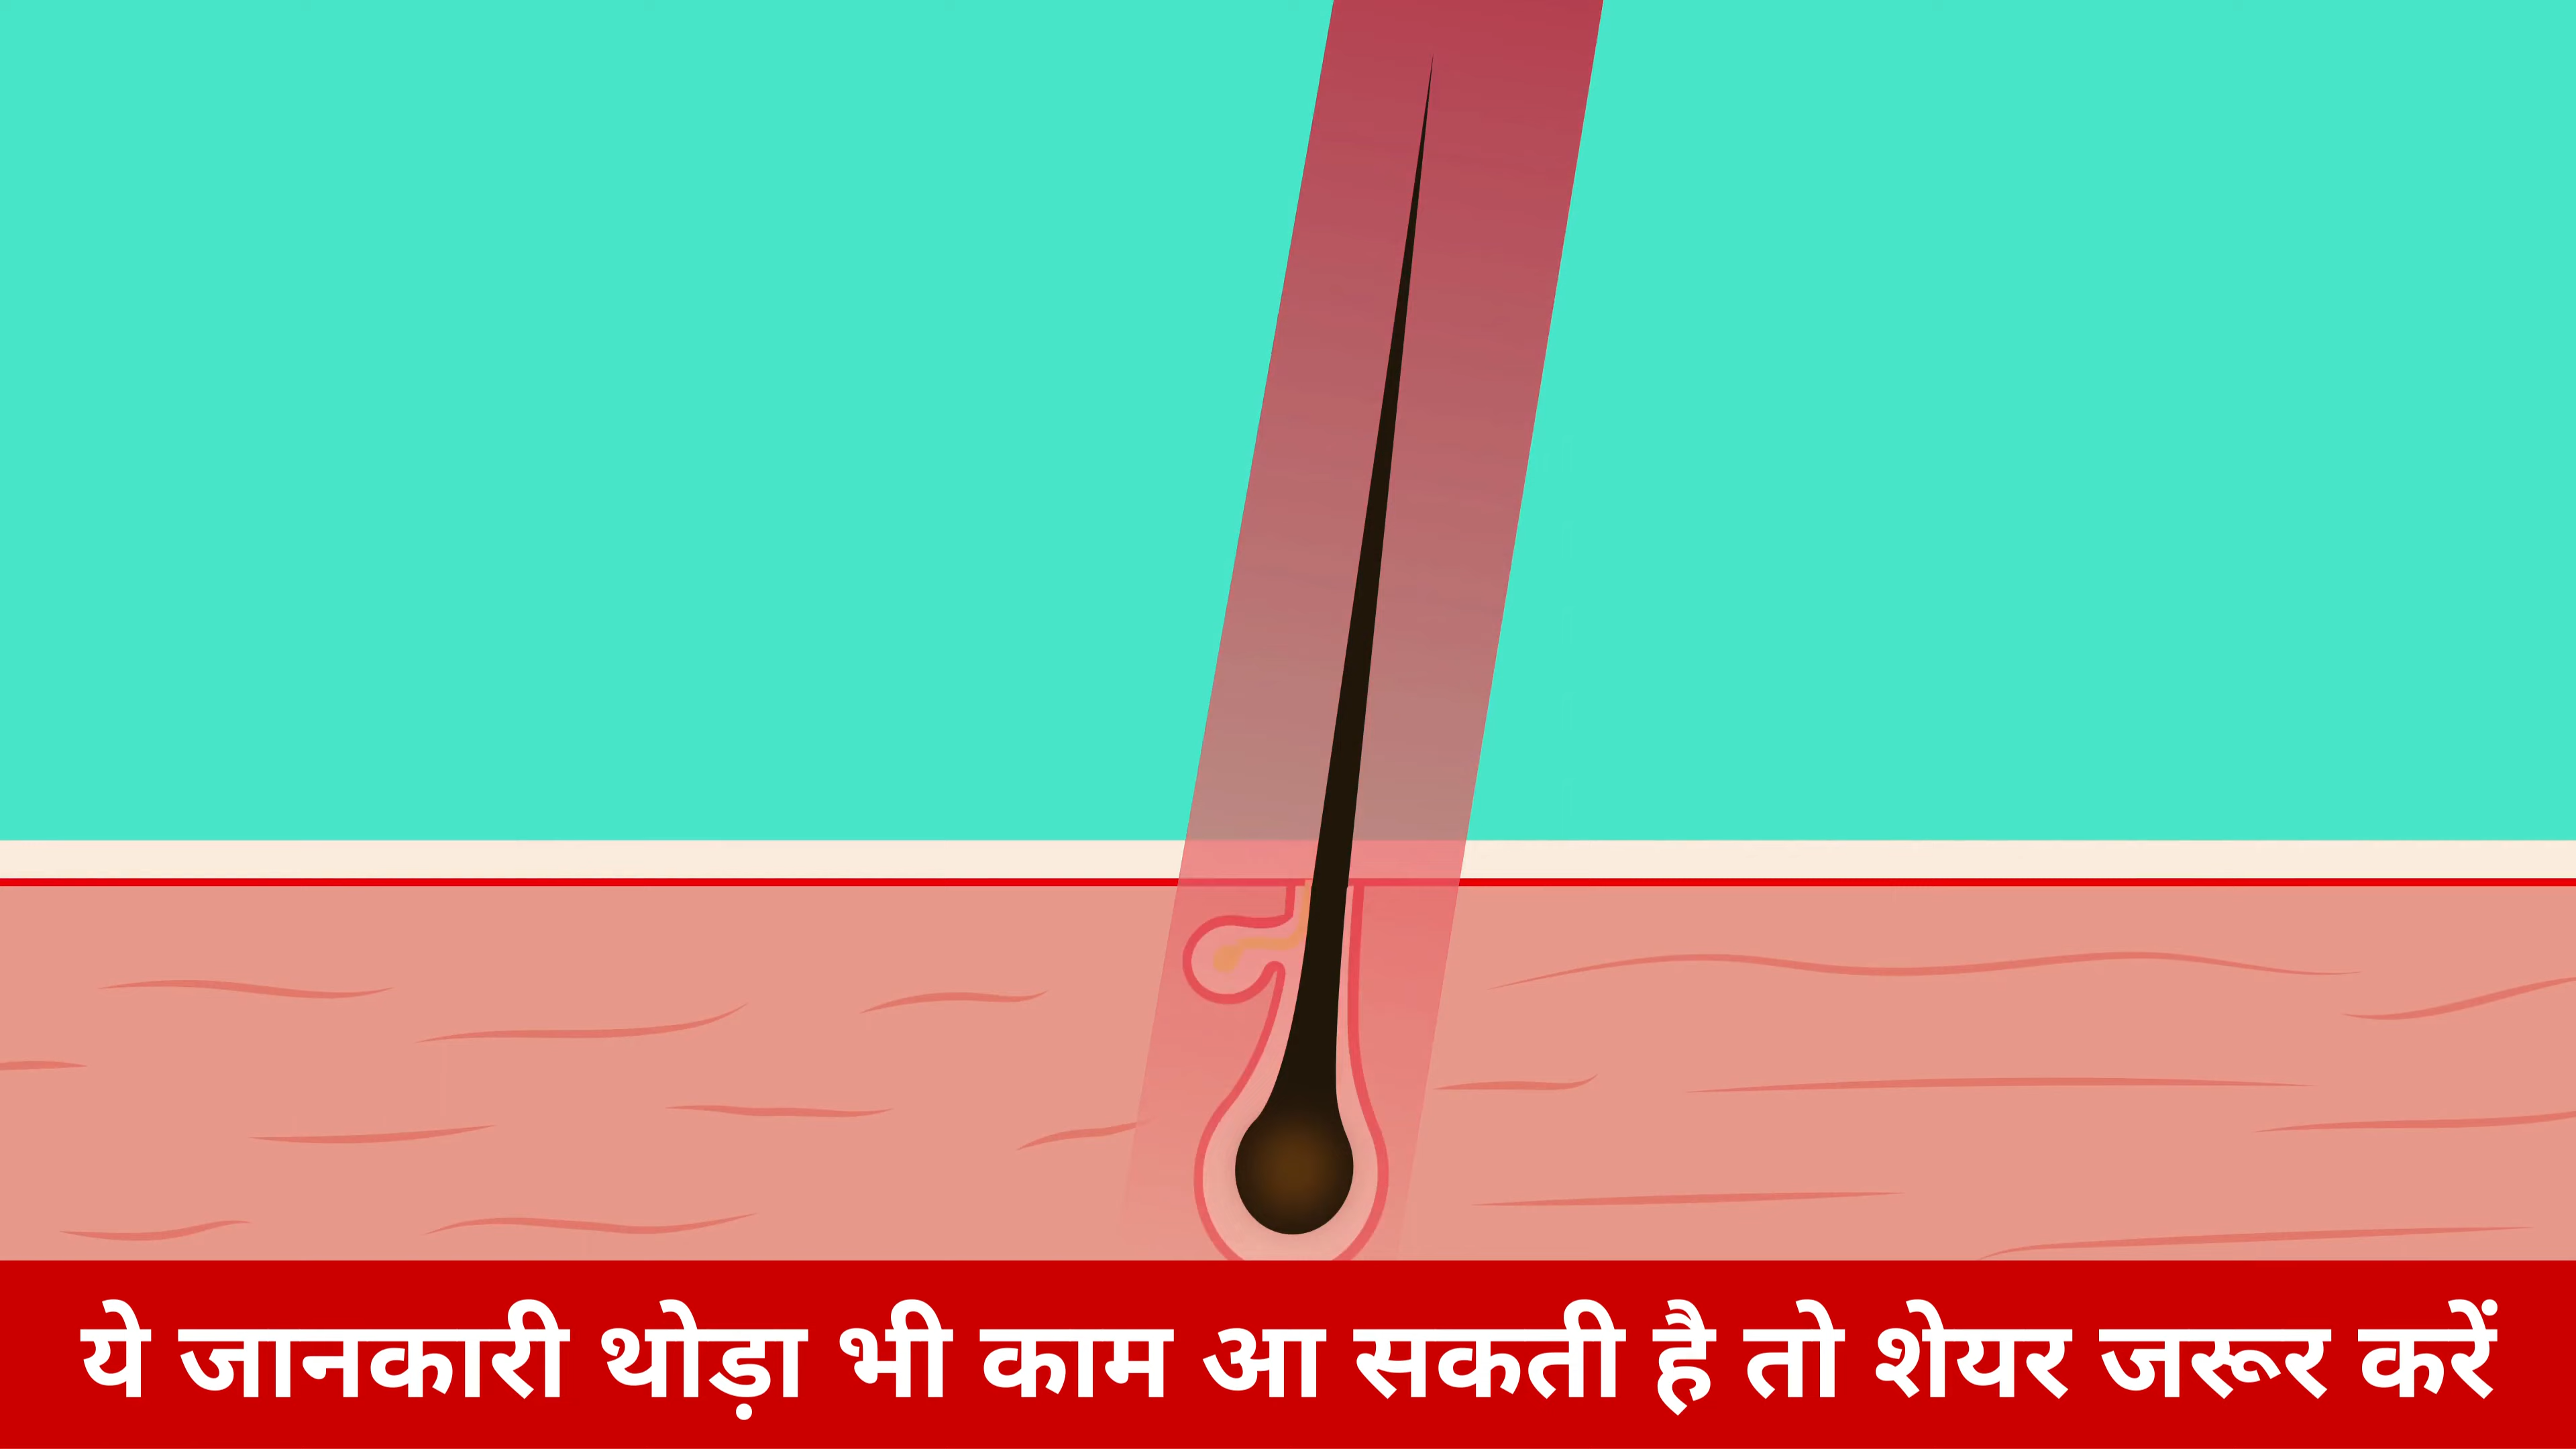 ये जानकारी थोड़ा भी काम आ सकती है तो शेयर जरूर करें